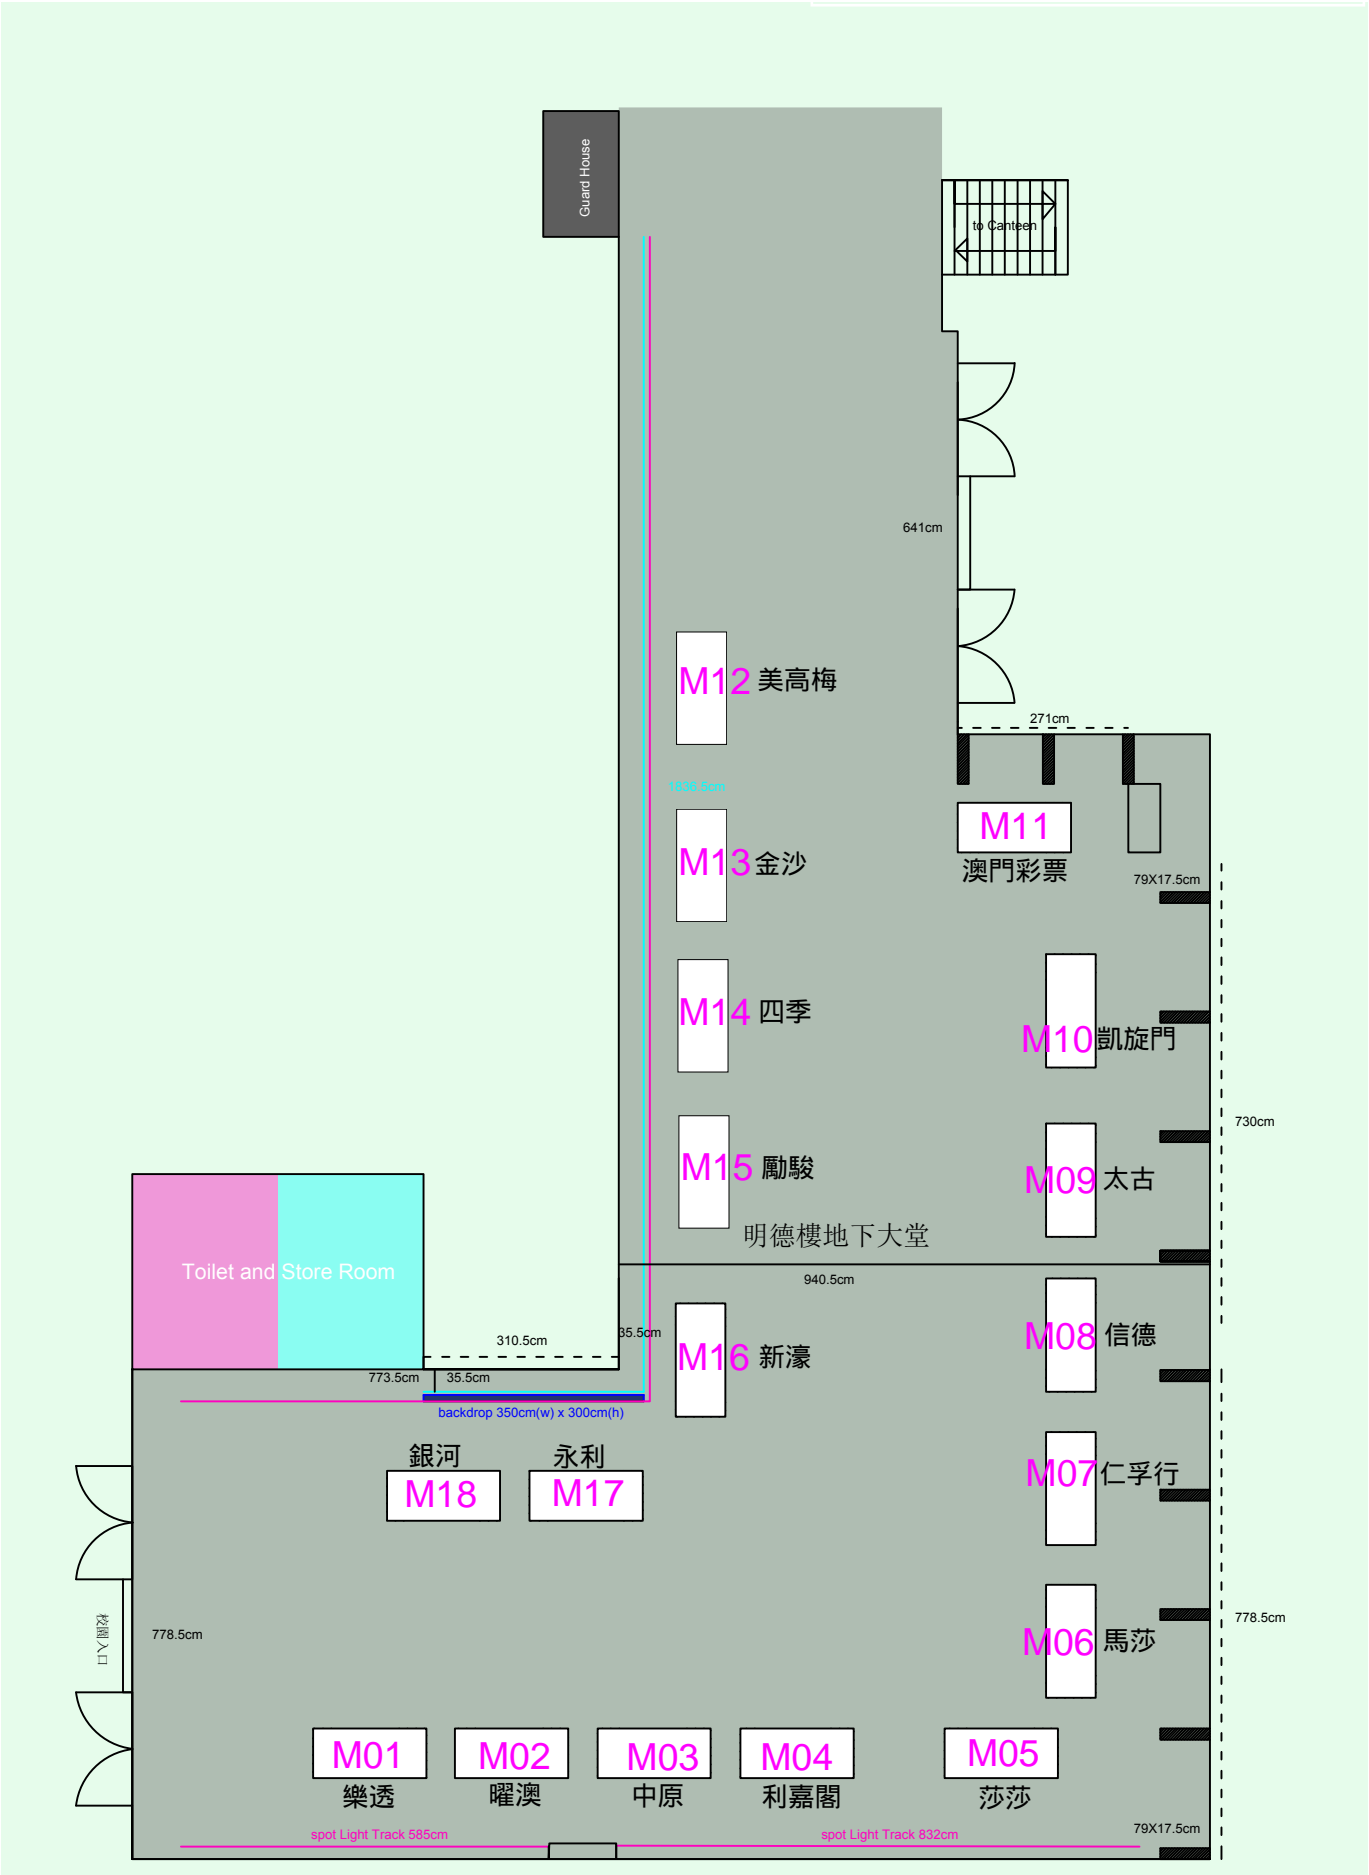 Guard House
to Canteen
641cm
M12 美高梅
271cm
1836.5cm
M11
澳門彩票
M13 金沙
79X17.5cm
M14 四季
M10 凱旋門
730cm
M15 勵駿
M09 太古
明德樓地下大堂
Toilet and Store Room
940.5cm
310.5cm
35.5cm
M16 新濠
M08 信德
773.5cm
35.5cm
backdrop 350cm(w) x 300cm(h)
銀河
永利
M18
M17
M07 仁孚行
校園入口
778.5cm
778.5cm
M06 馬莎
M01
M02
M03
M04
M05
樂透
曜澳
中原
利嘉閣
莎莎
spot Light Track 585cm
spot Light Track 832cm
79X17.5cm